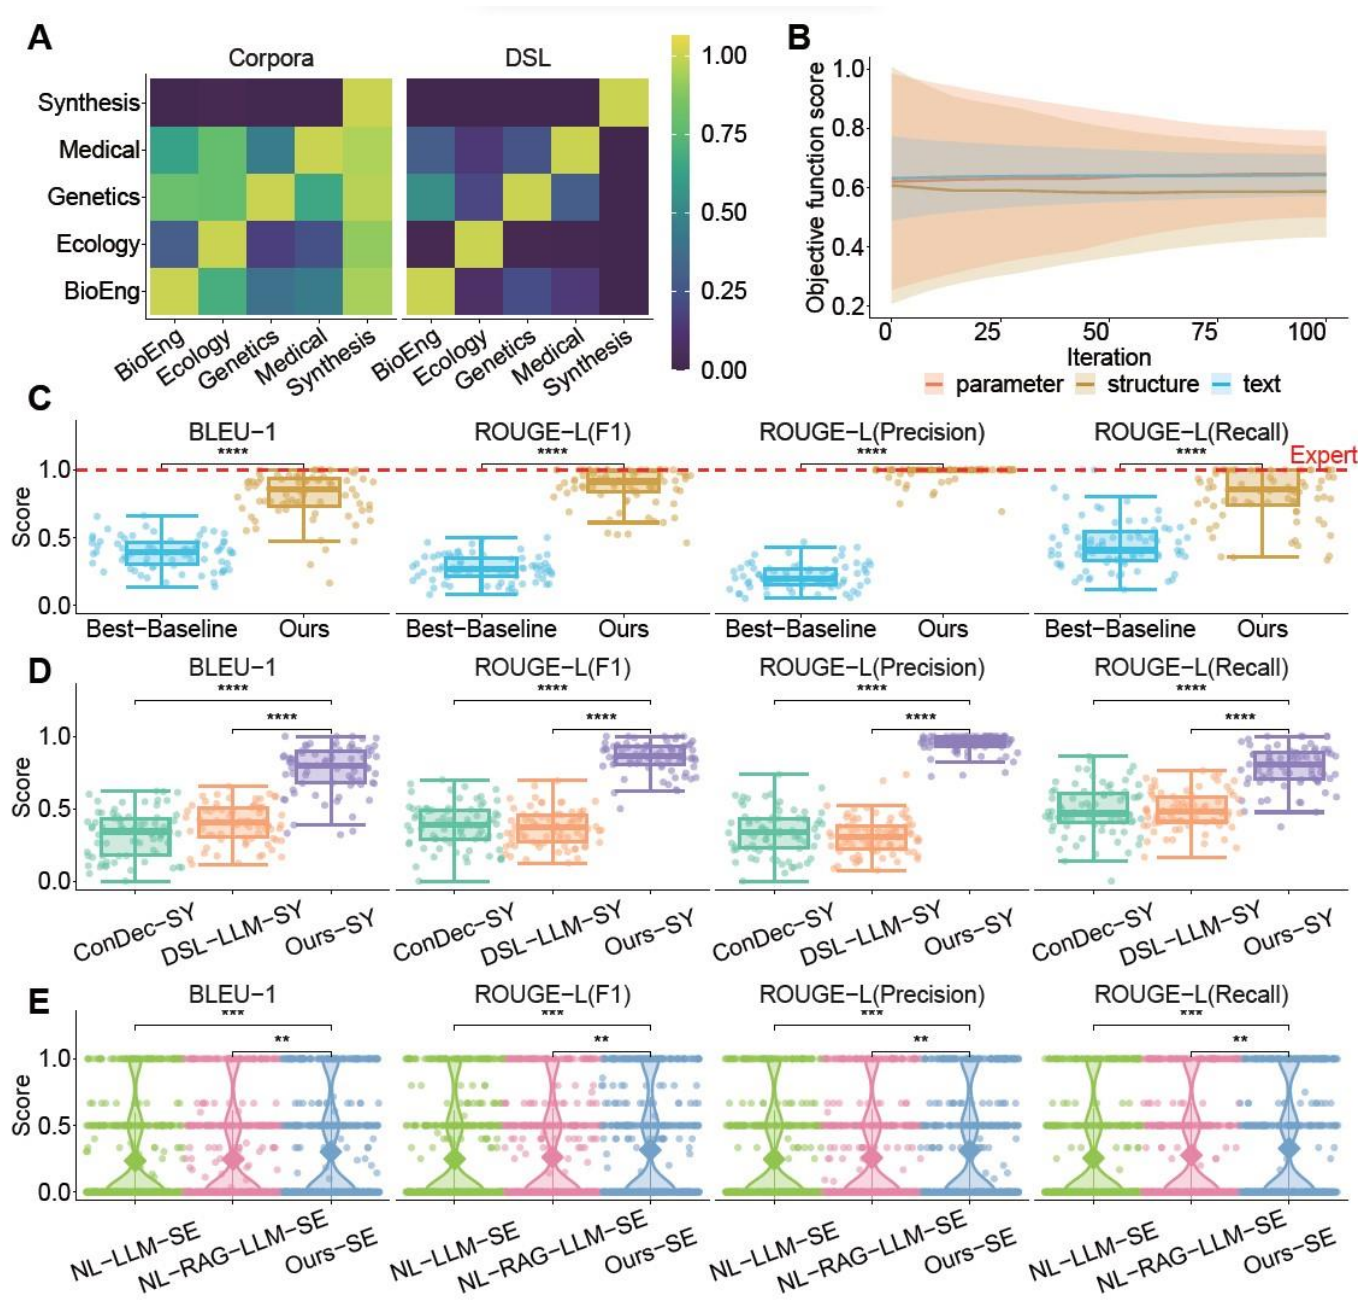 A
Corpora
DSL
Synthesis
Medical
Genetics
Ecology
BioEng
BioEng
Ecology
Genetics
Medical
Synthesis
BioEng
Ecology
Genetics
Medical
Synthesis
1.00
0.75
0.50
0.25
0.00
B
Objective function score
1.0
0.8
0.6
0.4
0.2
0 25 50 75 100
Iteration
parameter structure text
C
BLEU−1 ROUGE−L(F1) ROUGE−L(Precision) ROUGE−L(Recall)
**** **** **** ****
Expert
Score
1.0
0.5
0.0
Best−Baseline Ours Best−Baseline Ours Best−Baseline Ours Best−Baseline Ours
D
BLEU−1 ROUGE−L(F1) ROUGE−L(Precision) ROUGE−L(Recall)
**** **** **** ****
**** **** **** ****
Score
1.0
0.5
0.0
ConDec−SY DSL−LLM−SY Ours−SY ConDec−SY DSL−LLM−SY Ours−SY ConDec−SY DSL−LLM−SY Ours−SY ConDec−SY DSL−LLM−SY Ours−SY
E
BLEU−1 ROUGE−L(F1) ROUGE−L(Precision) ROUGE−L(Recall)
*** *** *** ***
** ** ** **
Score
1.0
0.5
0.0
NL−LLM−SE NL−RAG−LLM−SE Ours−SE NL−LLM−SE NL−RAG−LLM−SE Ours−SE NL−LLM−SE NL−RAG−LLM−SE Ours−SE NL−LLM−SE NL−RAG−LLM−SE Ours−SE